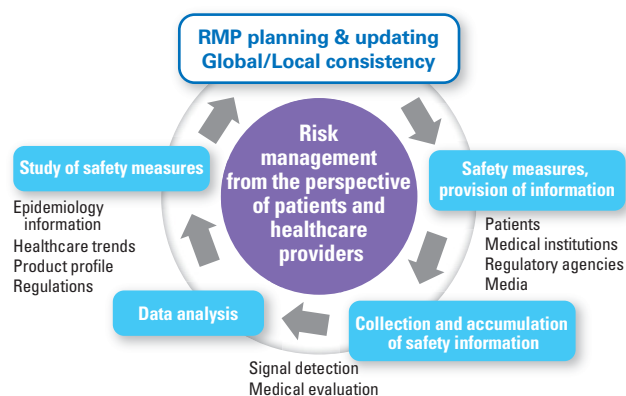 RMP planning & updating
Global/Local consistency
Risk
management
from the perspective
of patients and
healthcare
providers
Safety measures,
provision of information
Patients
Medical institutions
Regulatory agencies
Media
Collection and accumulation
of safety information
Data analysis
Signal detection
Medical evaluation
Study of safety measures
Epidemiology
information
Healthcare trends
Product profile
Regulations